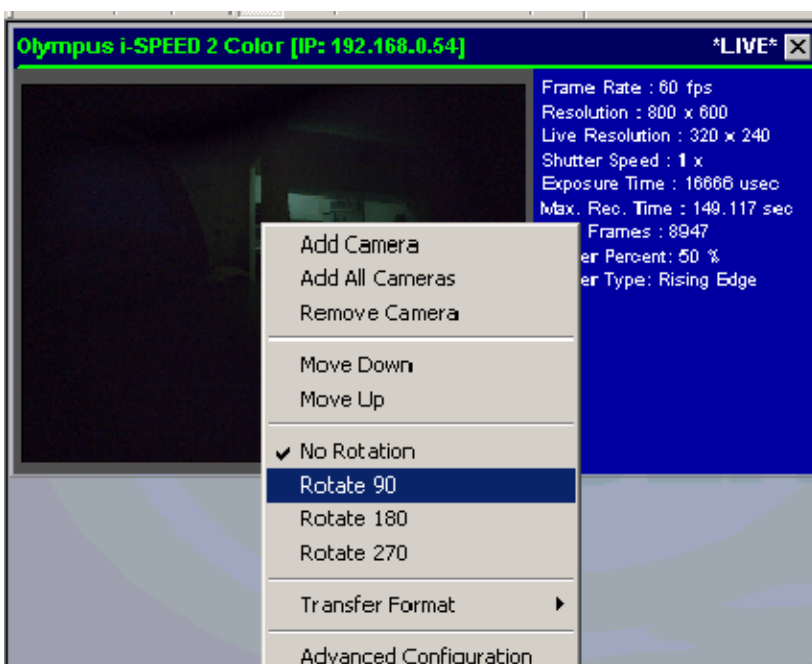 Olympus i-SPEED 2 Color [IP: 192.168.0.54] *LIVE*
Frame Rate : 60 fps
Resolution : 800 x 600
Live Resolution : 320 x 240
Shutter Speed : 1 x
Exposure Time : 16666 usec
Max. Rec. Time : 149.117 sec
Frames : 8947
er Percent: 50 %
er Type: Rising Edge
Add Camera
Add All Cameras
Remove Camera
Move Down
Move Up
No Rotation
Rotate 90
Rotate 180
Rotate 270
Transfer Format
Advanced Configuration